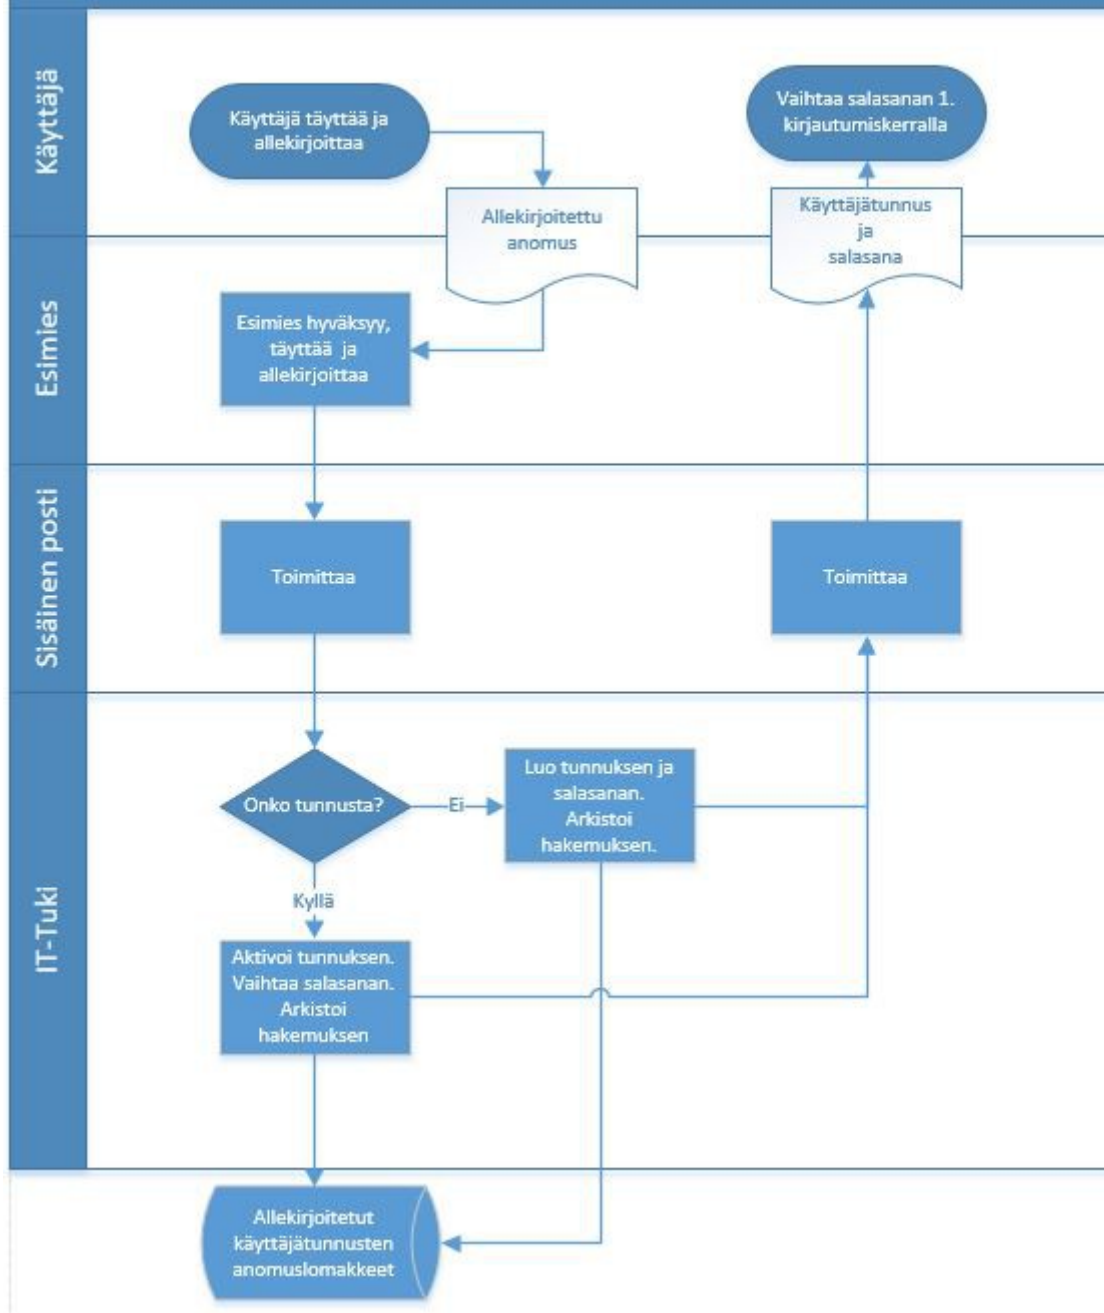 Käyttäjä
Käyttäjä täyttää ja
allekirjoittaa
Vaihtaa salasanan 1.
kirjautumiskerralla
Allekirjoitettu
anomus
Käyttäjätunnus
ja
salasana
Esimies
Esimies hyväksyy,
täyttää ja
allekirjoittaa
Sisäinen posti
Toimittaa
Toimittaa
IT-Tuki
Onko tunnusta?
Ei
Luo tunnuksen ja
salasanan.
Arkistoi
hakemuksen.
Kyllä
Aktivoi tunnuksen.
Vaihtaa salasanan.
Arkistoi
hakemuksen
Allekirjoitetut
käyttäjätunnusten
anomuslomakkeet